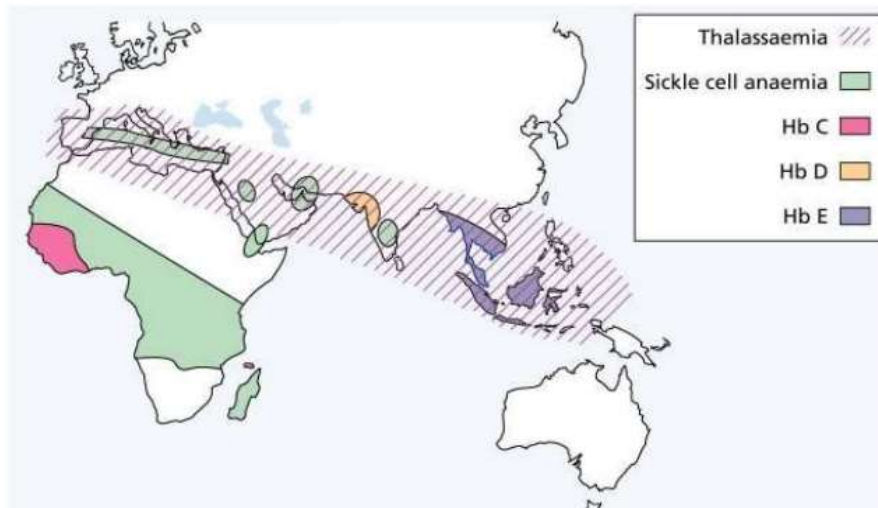 Thalassaemia
Sickle cell anaemia
Hb C
Hb D
Hb E